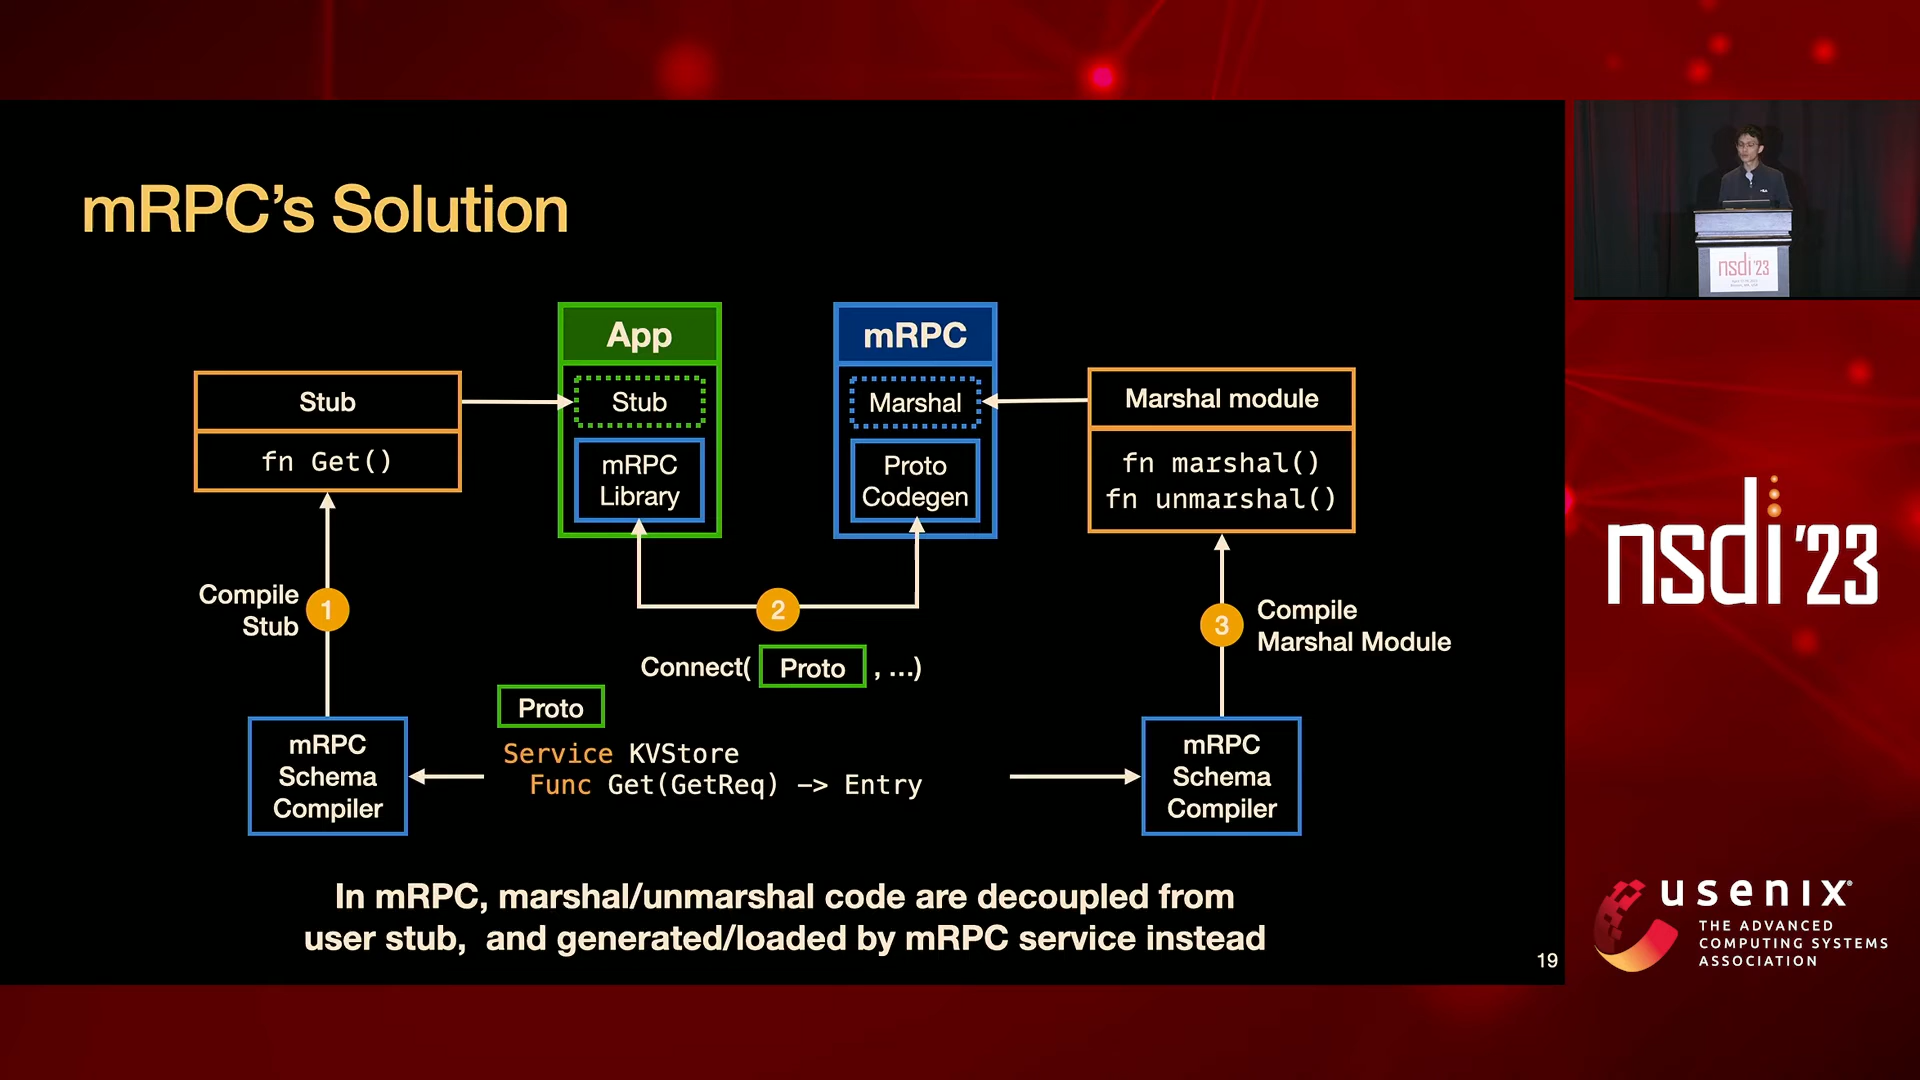 mRPC’s Solution
App
mRPC
Stub
fn Get()
Stub
mRPC
Library
Marshal
Proto
Codegen
Marshal module
fn marshal()
fn unmarshal()
Compile
Stub
1
2
3
Compile
Marshal Module
Connect( Proto , ...)
Proto
Service KVStore
Func Get(GetReq) –> Entry
mRPC
Schema
Compiler
mRPC
Schema
Compiler
In mRPC, marshal/unmarshal code are decoupled from
user stub, and generated/loaded by mRPC service instead
19
nsdi '23
nsdi '23
usenix®
THE ADVANCED
COMPUTING SYSTEMS
ASSOCIATION